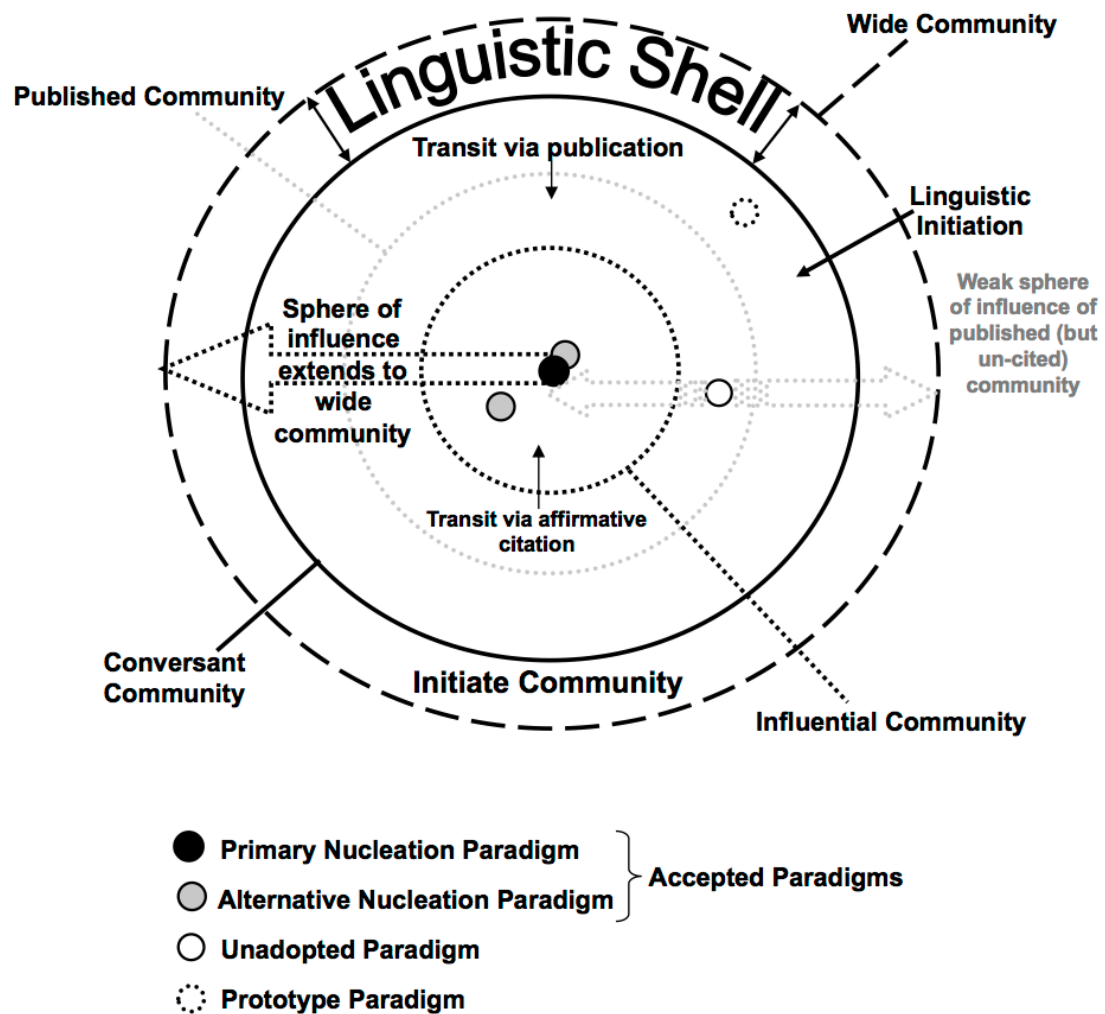 Wide Community
Linguistic Shell
Published Community
Transit via publication
Linguistic
Initiation
Weak sphere
of influence of
published (but
un-cited)
community
Sphere of
influence
extends to
wide
community
Transit via affirmative
citation
Conversant
Community
Initiate Community
Influential Community
Primary Nucleation Paradigm
Alternative Nucleation Paradigm
Accepted Paradigms
Unadopted Paradigm
Prototype Paradigm